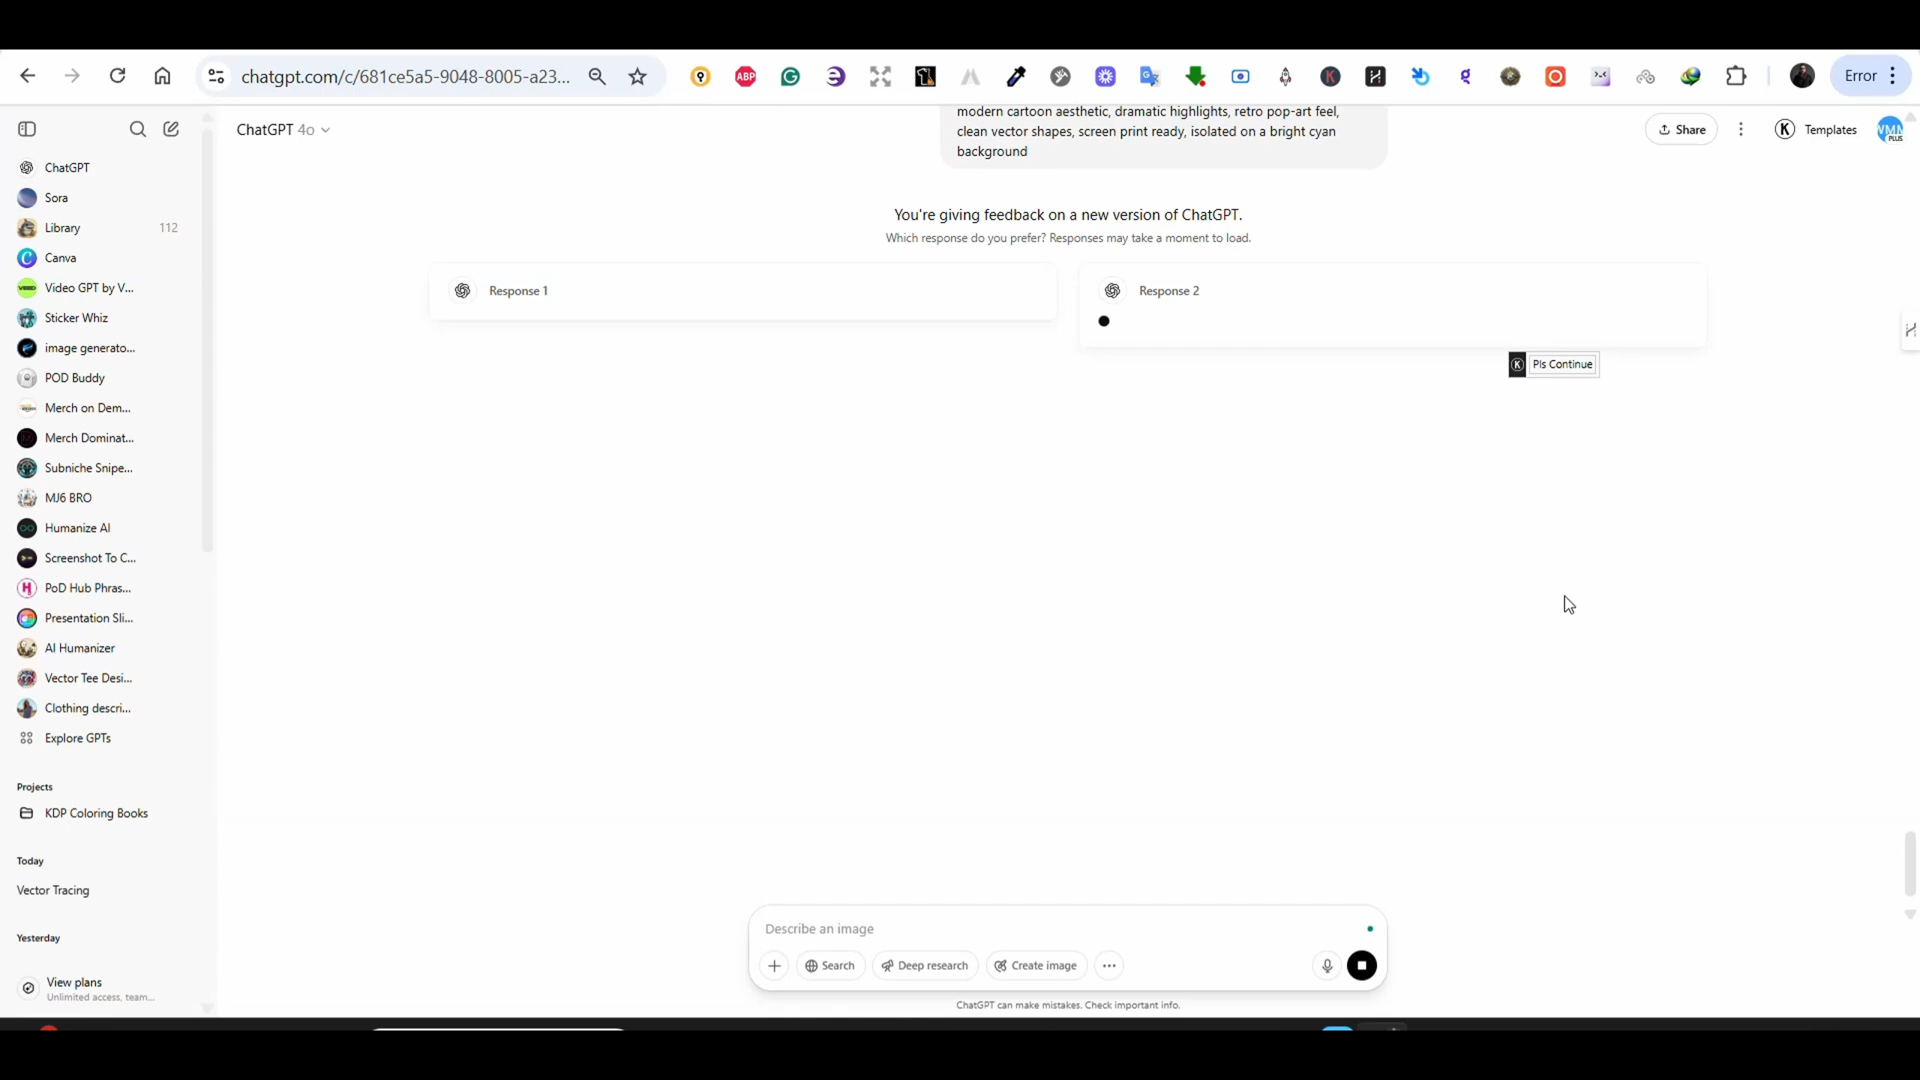 chatgpt.com/c/681ce5a5-9048-8005-a23...
ABP
Error
ChatGPT 4o
modern cartoon aesthetic, dramatic highlights, retro pop-art feel,
clean vector shapes, screen print ready, isolated on a bright cyan
background
Share
K
Templates
WMM
PLUS
ChatGPT
Sora
Library 112
Canva
Video GPT by V...
Sticker Whiz
image generato...
POD Buddy
Merch on Dem...
Merch Dominat...
Subniche Snipe...
MJ6 BRO
Humanize AI
Screenshot To C...
PoD Hub Phras...
Presentation Sli...
AI Humanizer
Vector Tee Desi...
Clothing descri...
Explore GPTs
Projects
KDP Coloring Books
Today
Vector Tracing
Yesterday
View plans
Unlimited access, team...
You're giving feedback on a new version of ChatGPT.
Which response do you prefer? Responses may take a moment to load.
Response 1
Response 2
K Pls Continue
Describe an image
Search
Deep research
Create image
ChatGPT can make mistakes. Check important info.